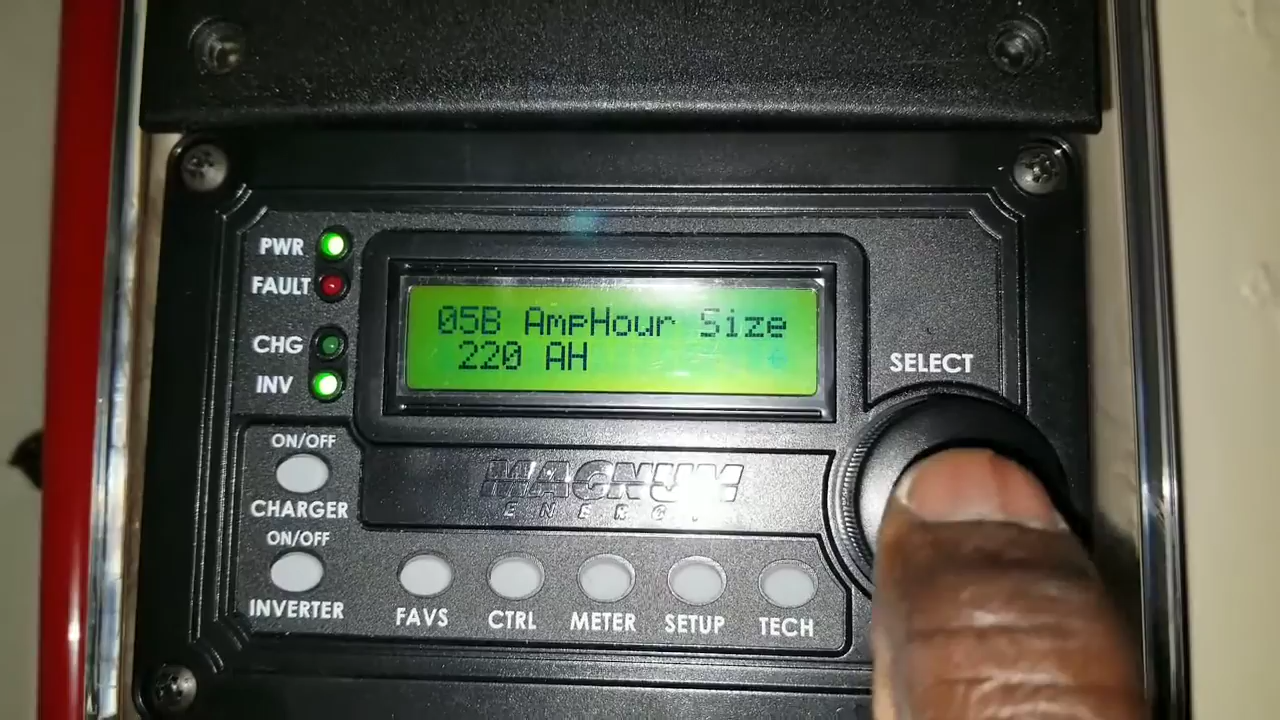 PWR
FAULT
CHG
INV
05B AmpHour Size
220 AH
SELECT
ON/OFF
CHARGER
ON/OFF
INVERTER
MAGNUM
ENERGY
FAVS
CTRL
METER
SETUP
TECH